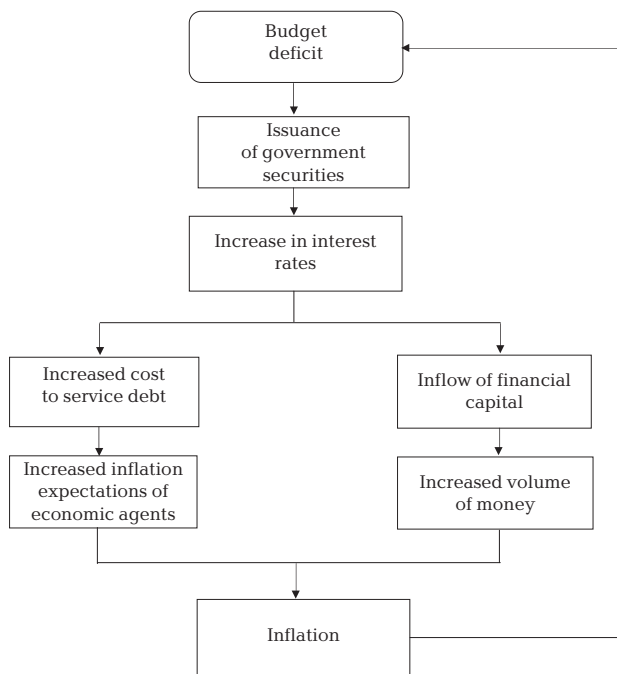 Budget
deficit
Issuance
of government
securities
Increase in interest
rates
Increased cost
to service debt
Inflow of financial
capital
Increased inflation
expectations of
economic agents
Increased volume
of money
Inflation